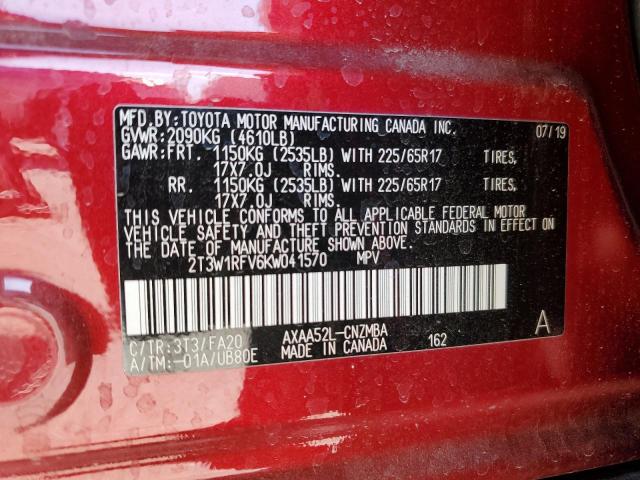 MFD. BY: TOYOTA MOTOR MANUFACTURING CANADA INC. 07/19
GVWR: 2090KG (4610LB)
GAWR: FRT. 1150KG (2535LB) WITH 225/65R17 TIRES,
17X7.0J RIMS.
RR. 1150KG (2535LB) WITH 225/65R17 TIRES,
17X7.0J RIMS.
THIS VEHICLE CONFORMS TO ALL APPLICABLE FEDERAL MOTOR
VEHICLE SAFETY AND THEFT PREVENTION STANDARDS IN EFFECT ON
THE DATE OF MANUFACTURE SHOWN ABOVE.
2T3W1RFV6KW041570 MPV
C/TR: 3T3/FA20 AXAA52L-CNZMBA A
A/TM: -01A/UB80E MADE IN CANADA 162